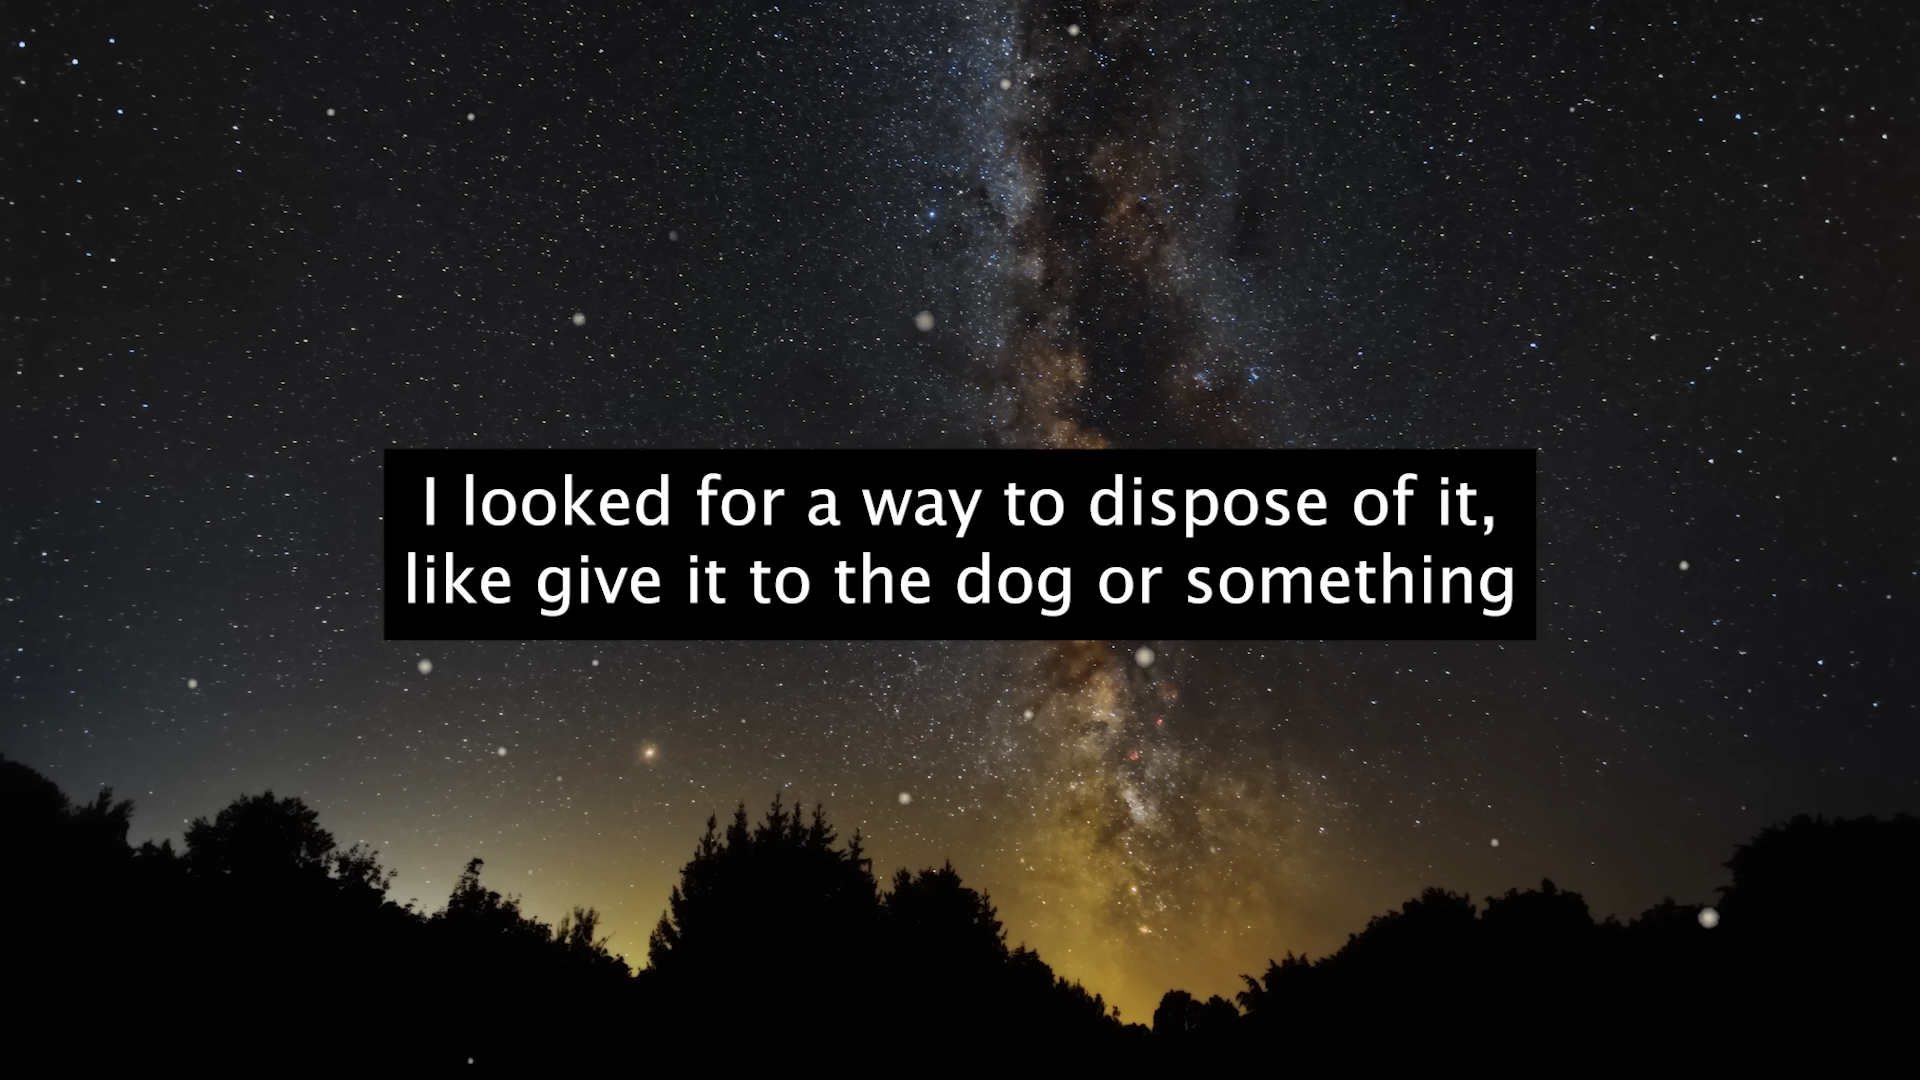 I looked for a way to dispose of it,
like give it to the dog or something